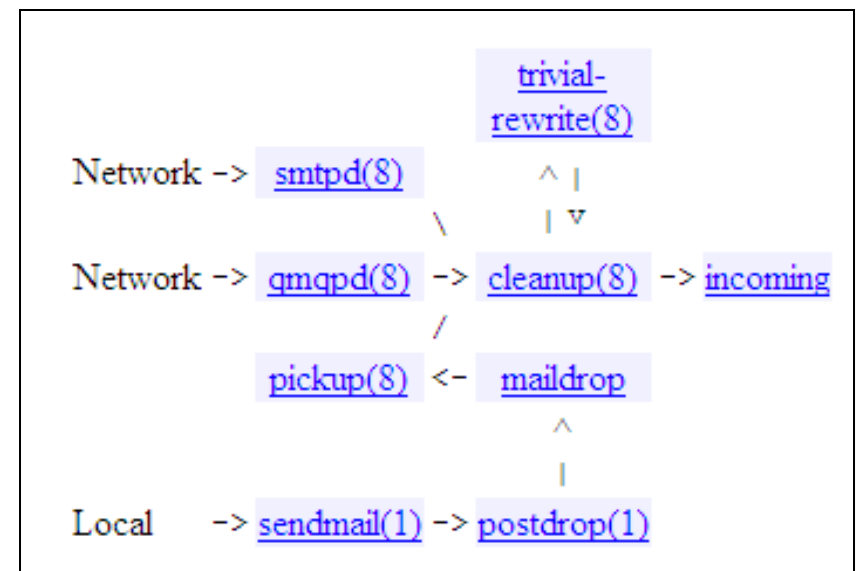 trivial-
rewrite(8)
Network -> smtpd(8) ^ |
\ | v
Network -> qmqpd(8) -> cleanup(8) -> incoming
/
pickup(8) <- maildrop
^
|
Local -> sendmail(1) -> postdrop(1)